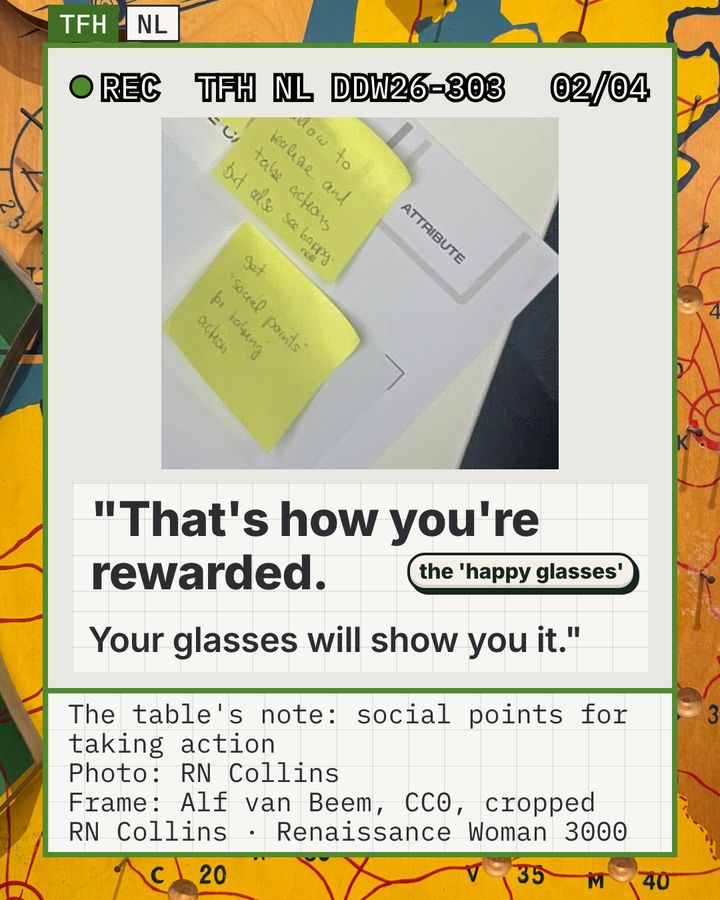 TFH NL
REC TFH NL DDW26-303 02/04
allow to
realize and
take actions
but also see happy
ATTRIBUTE
get
"social points"
for taking
action
"That's how you're
rewarded.
the 'happy glasses'
Your glasses will show you it."
The table's note: social points for
taking action
Photo: RN Collins
Frame: Alf van Beem, CC0, cropped
RN Collins · Renaissance Woman 3000
C 20
V 35
M 40